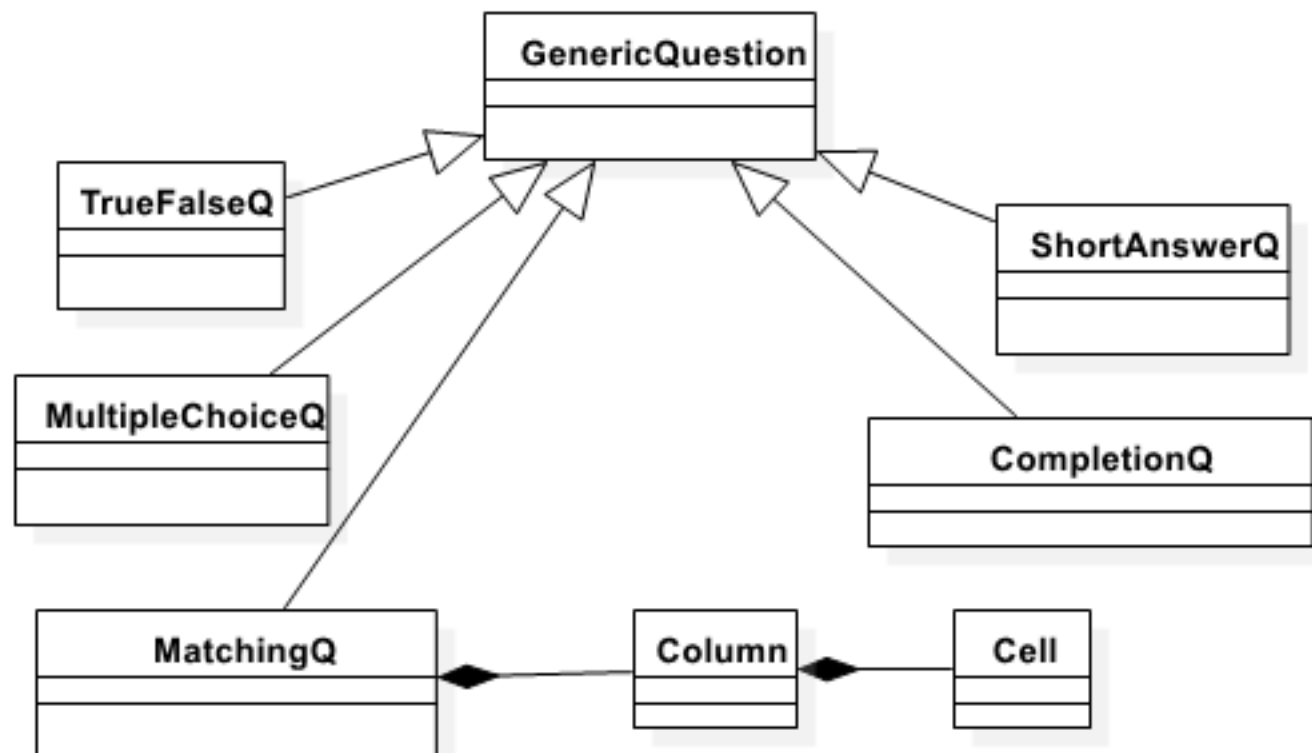 GenericQuestion
TrueFalseQ
ShortAnswerQ
MultipleChoiceQ
CompletionQ
MatchingQ
Column
Cell